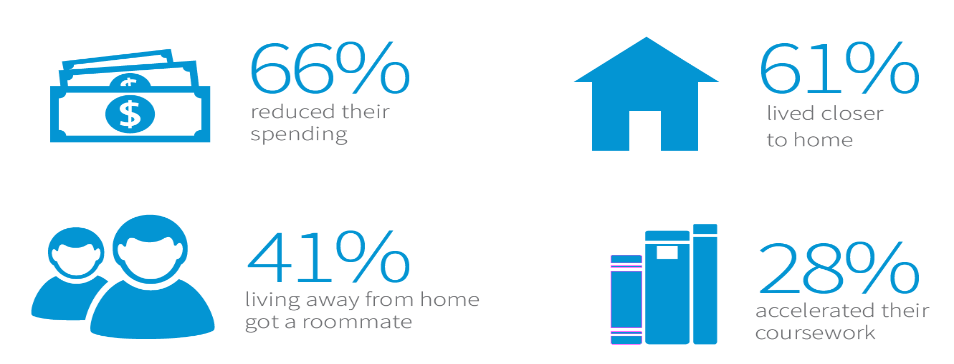 $
$
66%
reduced their
spending
61%
lived closer
to home
41%
living away from home
got a roommate
28%
accelerated their
coursework